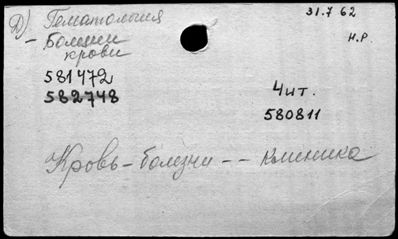 Д) Гематология
31.7 62
- Болезни
крови
н.р.
581472
582748
Чит.
580811
Кровь-болезни -- клиника